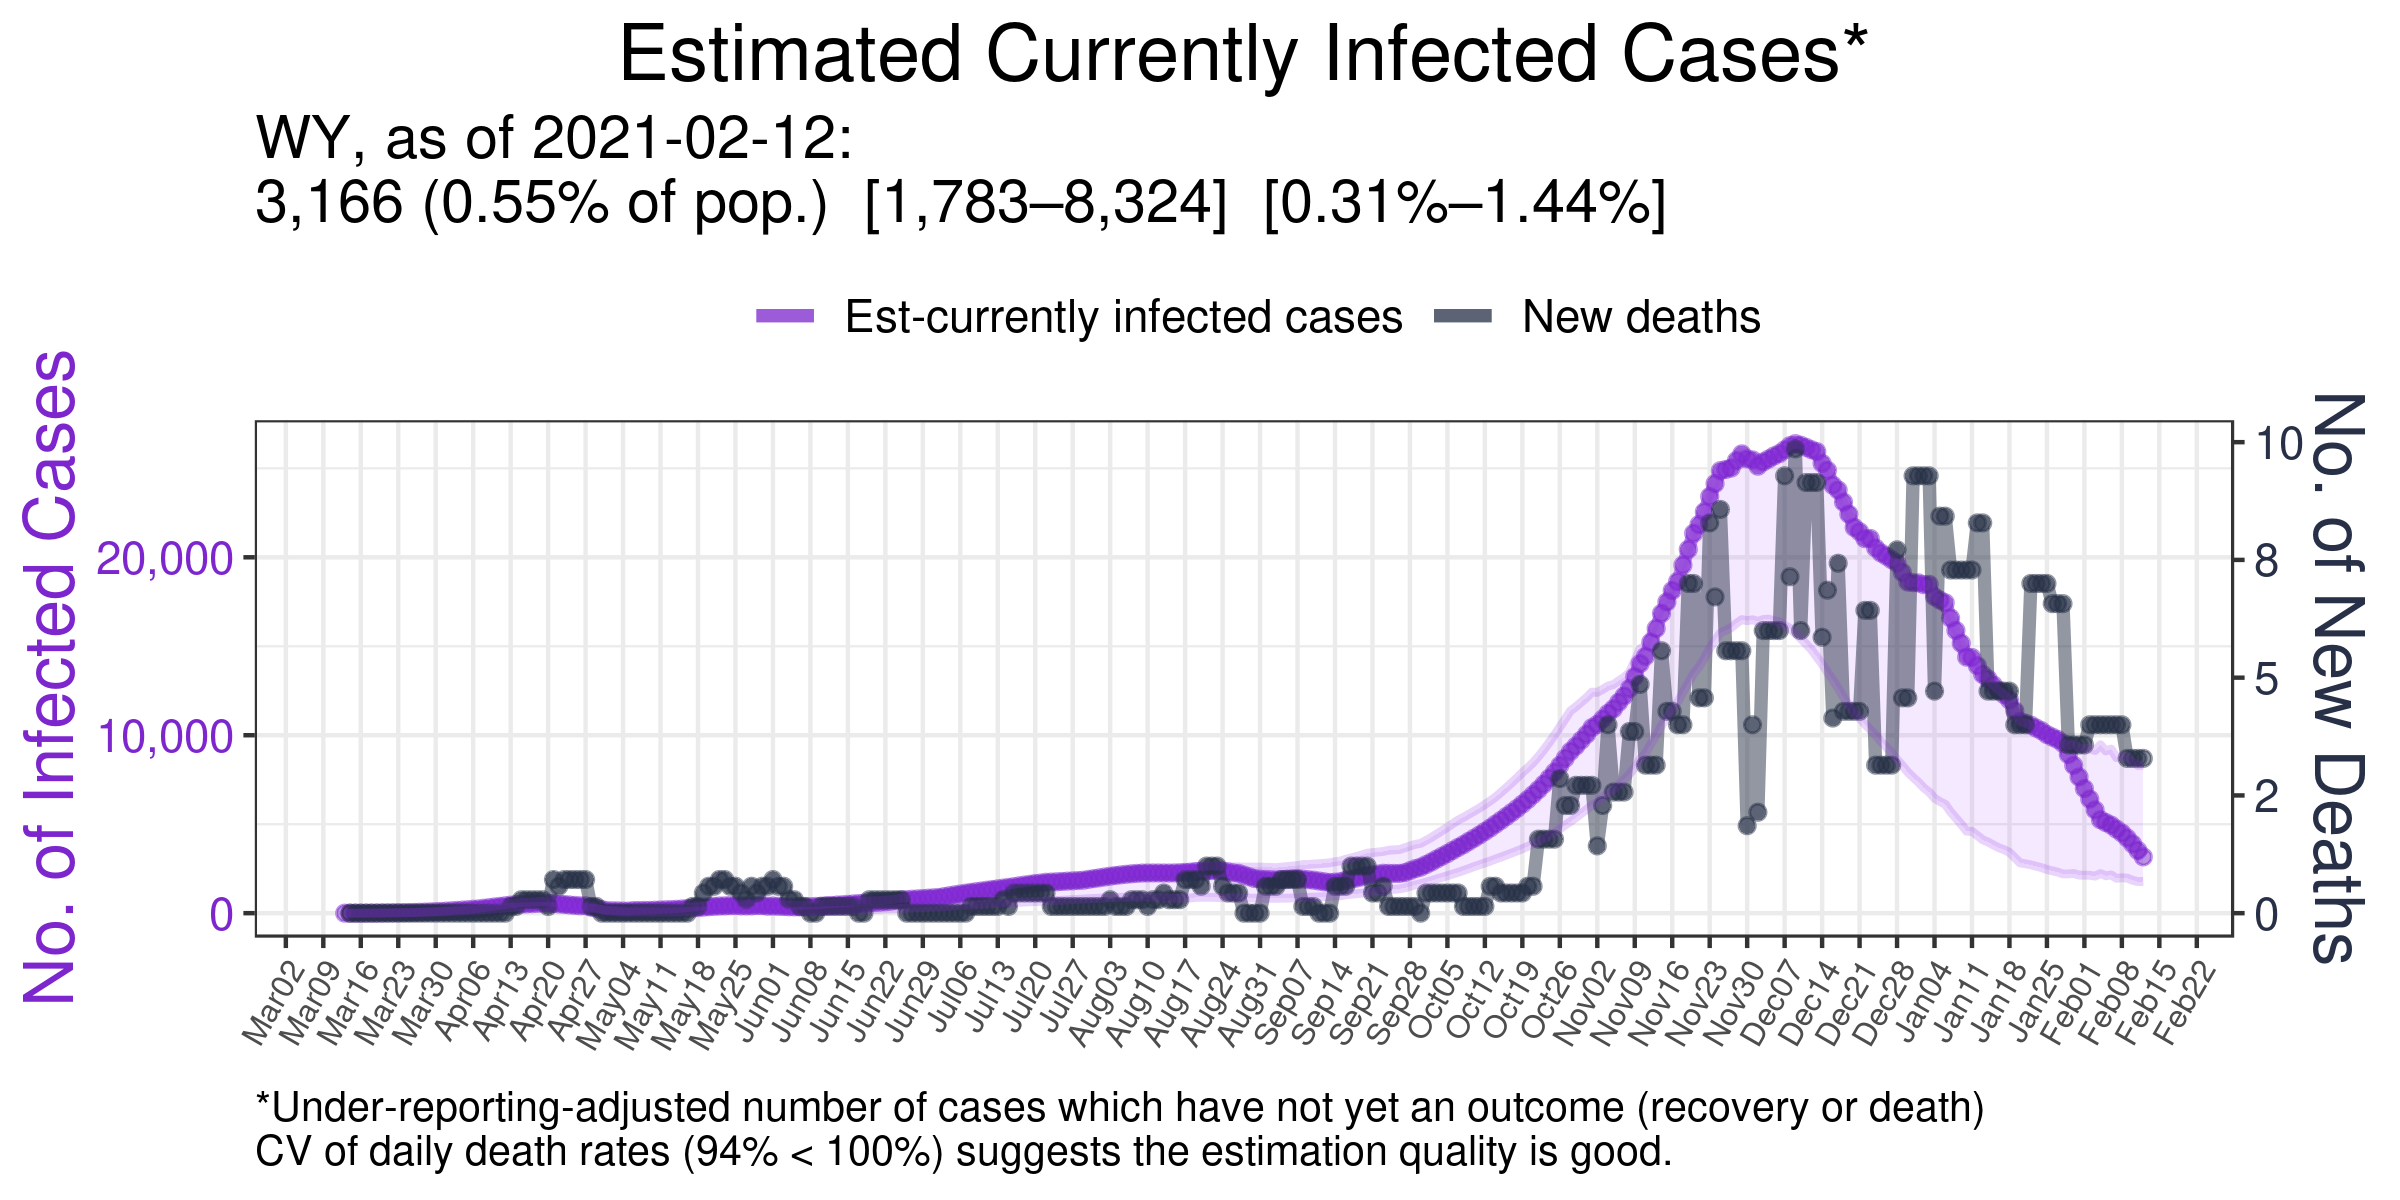 Estimated Currently Infected Cases*
WY, as of 2021-02-12:
3,166 (0.55% of pop.) [1,783–8,324] [0.31%–1.44%]
Est-currently infected cases
New deaths
No. of Infected Cases
20,000
10,000
0
10
8
5
2
0
No. of New Deaths
Mar02
Mar09
Mar16
Mar23
Mar30
Apr06
Apr13
Apr20
Apr27
May04
May11
May18
May25
Jun01
Jun08
Jun15
Jun22
Jun29
Jul06
Jul13
Jul20
Jul27
Aug03
Aug10
Aug17
Aug24
Aug31
Sep07
Sep14
Sep21
Sep28
Oct05
Oct12
Oct19
Oct26
Nov02
Nov09
Nov16
Nov23
Nov30
Dec07
Dec14
Dec21
Dec28
Jan04
Jan11
Jan18
Jan25
Feb01
Feb08
Feb15
Feb22
*Under-reporting-adjusted number of cases which have not yet an outcome (recovery or death)
CV of daily death rates (94% < 100%) suggests the estimation quality is good.